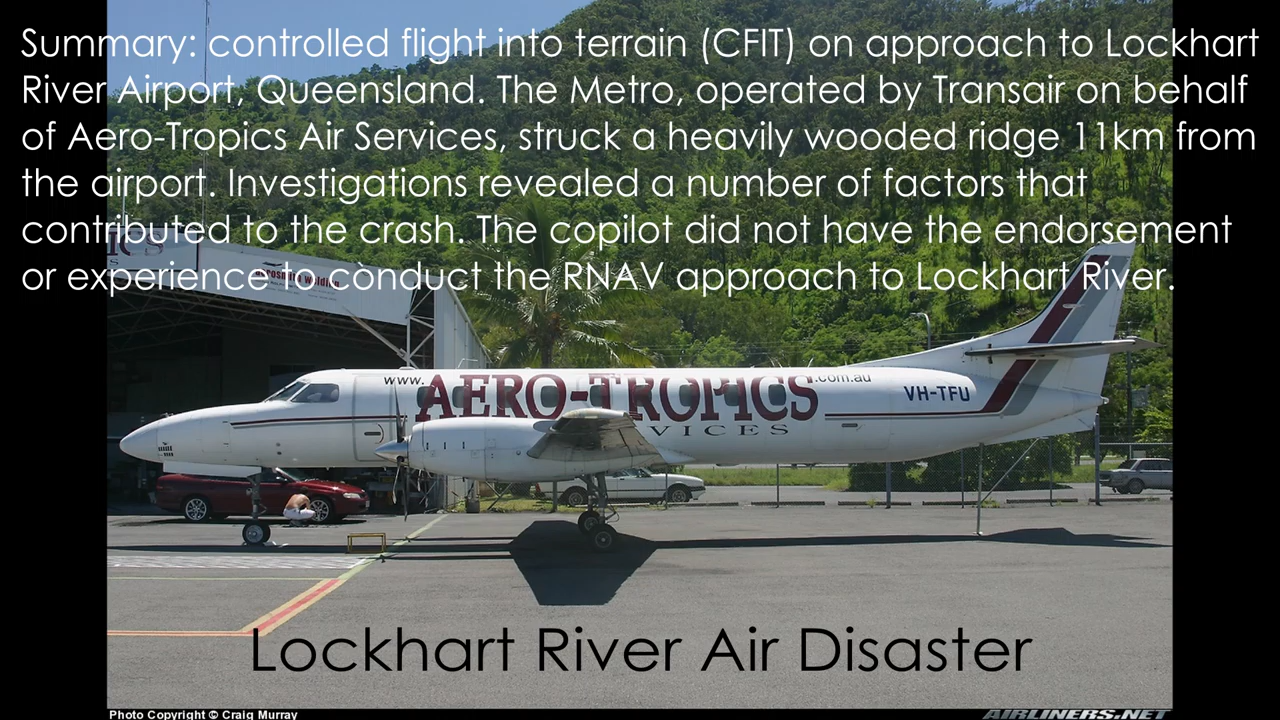 Summary: controlled flight into terrain (CFIT) on approach to Lockhart
River Airport, Queensland. The Metro, operated by Transair on behalf
of Aero-Tropics Air Services, struck a heavily wooded ridge 11km from
the airport. Investigations revealed a number of factors that
contributed to the crash. The copilot did not have the endorsement
or experience to conduct the RNAV approach to Lockhart River.
www.AERO-TROPICS.com.au
VH-TFU
VICES
Lockhart River Air Disaster
Photo Copyright © Craig Murray
AIRLINERS.NET